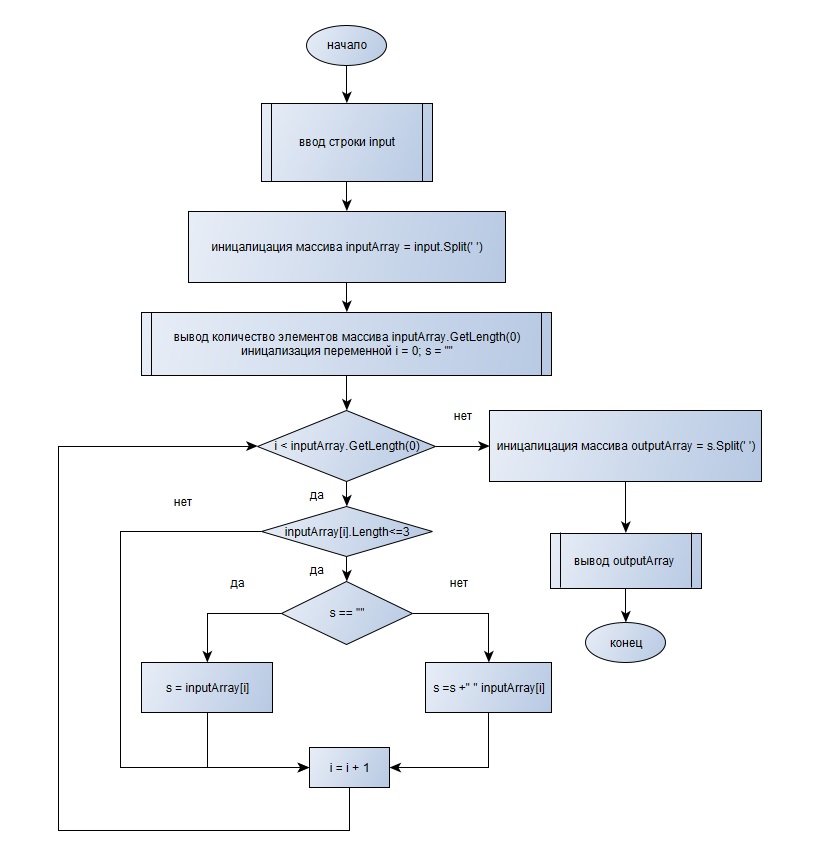 начало
ввод строки input
иницалицация массива inputArray = input.Split(' ')
вывод количество элементов массива inputArray.GetLength(0)
иницализация переменной i = 0; s = ""
i < inputArray.GetLength(0)
нет
иницалицация массива outputArray = s.Split(' ')
да
нет
inputArray[i].Length<=3
вывод outputArray
да
да
нет
s == ""
конец
s = inputArray[i]
s =s +" " inputArray[i]
i = i + 1